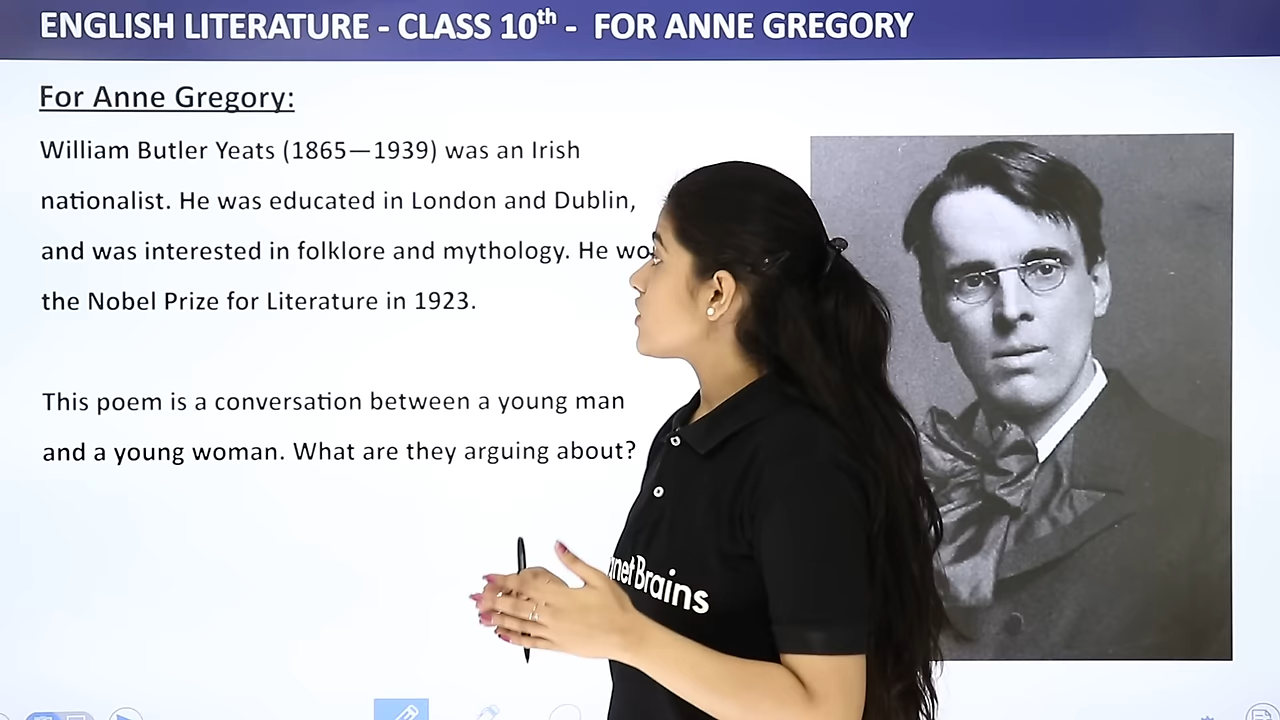 ENGLISH LITERATURE - CLASS 10th - FOR ANNE GREGORY
For Anne Gregory:
William Butler Yeats (1865—1939) was an Irish
nationalist. He was educated in London and Dublin,
and was interested in folklore and mythology. He wo
the Nobel Prize for Literature in 1923.
This poem is a conversation between a young man
and a young woman. What are they arguing about?
netBrains